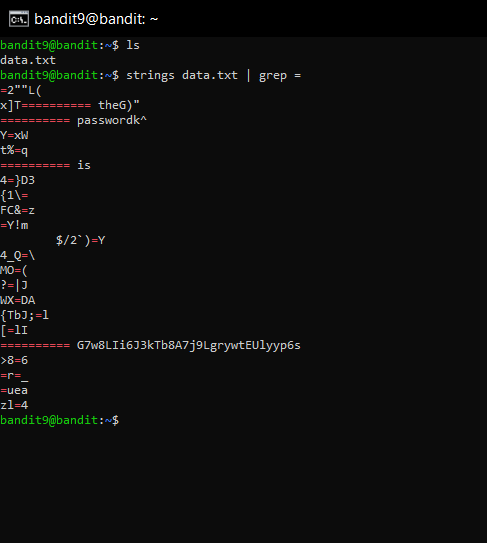 bandit9@bandit: ~
bandit9@bandit:~$ ls
data.txt
bandit9@bandit:~$ strings data.txt | grep =
=2""L(
x]T========== theG)"
========== passwordk^
Y=xW
t%=q
========== is
4=}D3
{1\=
FC&=z
=Y!m
        $/2`)=Y
4_Q=\
MO=(
?=|J
WX=DA
{TbJ;=l
[=lI
========== G7w8LIi6J3kTb8A7j9LgrywtEUlyyp6s
>8=6
=r=_
=uea
zl=4
bandit9@bandit:~$